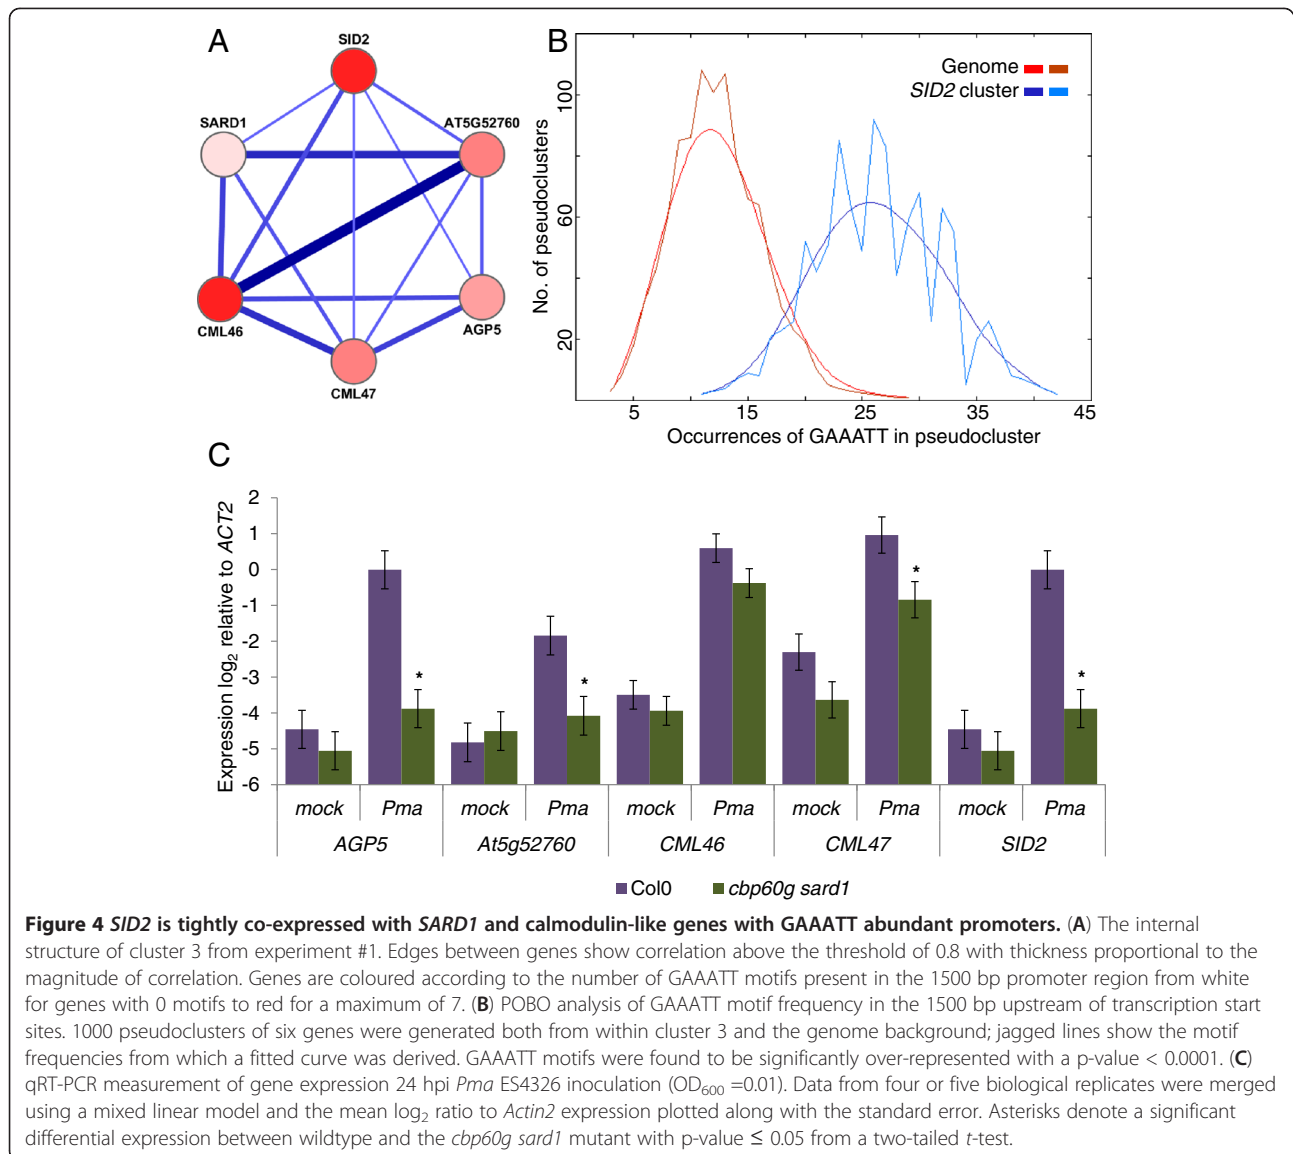 A
SID2
SARD1
AT5G52760
CML46
AGP5
CML47
B
Genome
SID2 cluster
No. of pseudoclusters
100
60
20
5 15 25 35 45
Occurrences of GAAATT in pseudocluster
C
Expression log2 relative to ACT2
2
1
0
-1
-2
-3
-4
-5
-6
* * * *
mock Pma mock Pma mock Pma mock Pma mock Pma
AGP5 At5g52760 CML46 CML47 SID2
Col0 cbp60g sard1
Figure 4 SID2 is tightly co-expressed with SARD1 and calmodulin-like genes with GAAATT abundant promoters. (A) The internal
structure of cluster 3 from experiment #1. Edges between genes show correlation above the threshold of 0.8 with thickness proportional to the
magnitude of correlation. Genes are coloured according to the number of GAAATT motifs present in the 1500 bp promoter region from white
for genes with 0 motifs to red for a maximum of 7. (B) POBO analysis of GAAATT motif frequency in the 1500 bp upstream of transcription start
sites. 1000 pseudoclusters of six genes were generated both from within cluster 3 and the genome background; jagged lines show the motif
frequencies from which a fitted curve was derived. GAAATT motifs were found to be significantly over-represented with a p-value < 0.0001. (C)
qRT-PCR measurement of gene expression 24 hpi Pma ES4326 inoculation (OD600 =0.01). Data from four or five biological replicates were merged
using a mixed linear model and the mean log2 ratio to Actin2 expression plotted along with the standard error. Asterisks denote a significant
differential expression between wildtype and the cbp60g sard1 mutant with p-value ≤ 0.05 from a two-tailed t-test.